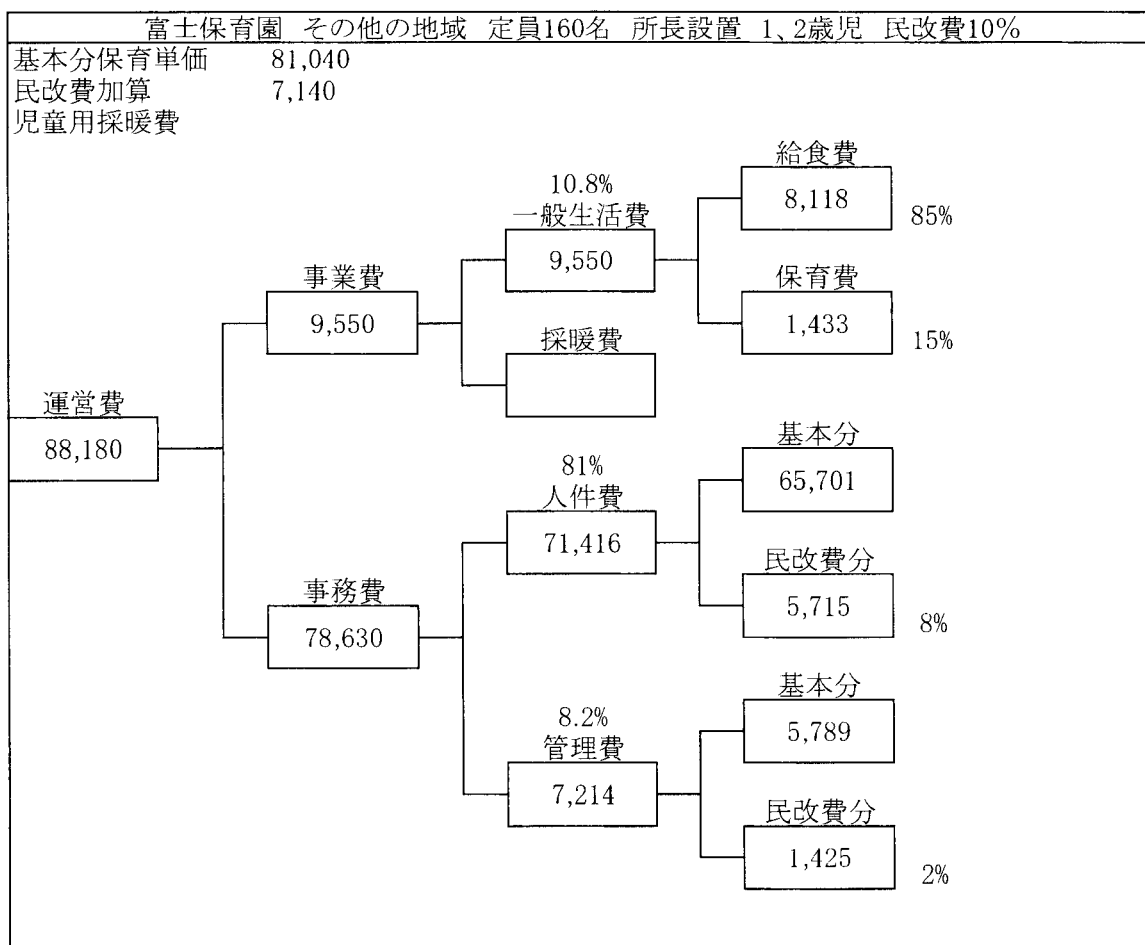 富士保育園 その他の地域 定員160名 所長設置 1、2歳児 民改費10%
基本分保育単価 81,040
民改費加算 7,140
児童用採暖費
運営費
88,180
事業費
9,550
10.8%
一般生活費
9,550
給食費
8,118
85%
保育費
1,433
15%
採暖費
事務費
78,630
81%
人件費
71,416
基本分
65,701
民改費分
5,715
8%
8.2%
管理費
7,214
基本分
5,789
民改費分
1,425
2%